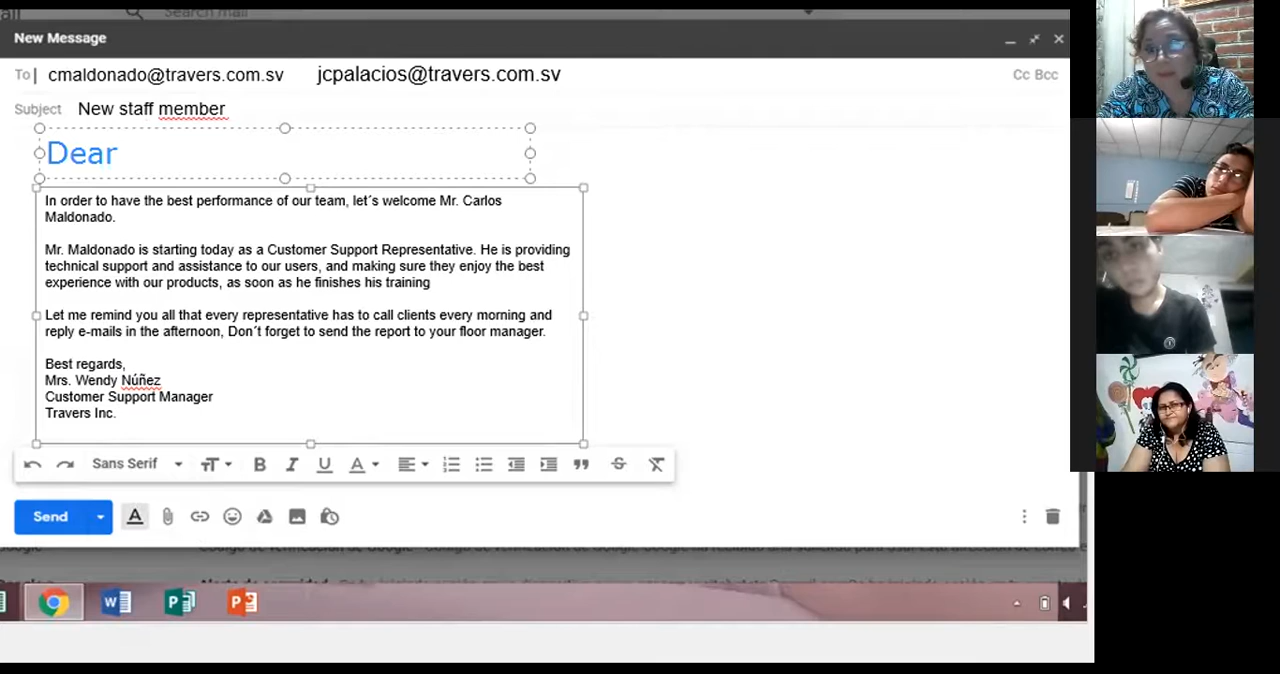 Search mail
New Message
To cmaldonado@travers.com.sv jcpalacios@travers.com.sv Cc Bcc
Subject New staff member
Dear
In order to have the best performance of our team, let´s welcome Mr. Carlos
Maldonado.
Mr. Maldonado is starting today as a Customer Support Representative. He is providing
technical support and assistance to our users, and making sure they enjoy the best
experience with our products, as soon as he finishes his training
Let me remind you all that every representative has to call clients every morning and
reply e-mails in the afternoon, Don´t forget to send the report to your floor manager.
Best regards,
Mrs. Wendy Núñez
Customer Support Manager
Travers Inc.
Sans Serif
Send